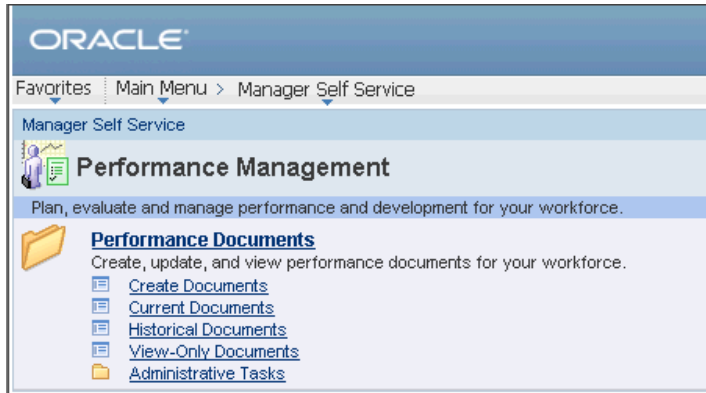 ORACLE
Favorites Main Menu > Manager Self Service
Manager Self Service
Performance Management
Plan, evaluate and manage performance and development for your workforce.
Performance Documents
Create, update, and view performance documents for your workforce.
Create Documents
Current Documents
Historical Documents
View-Only Documents
Administrative Tasks